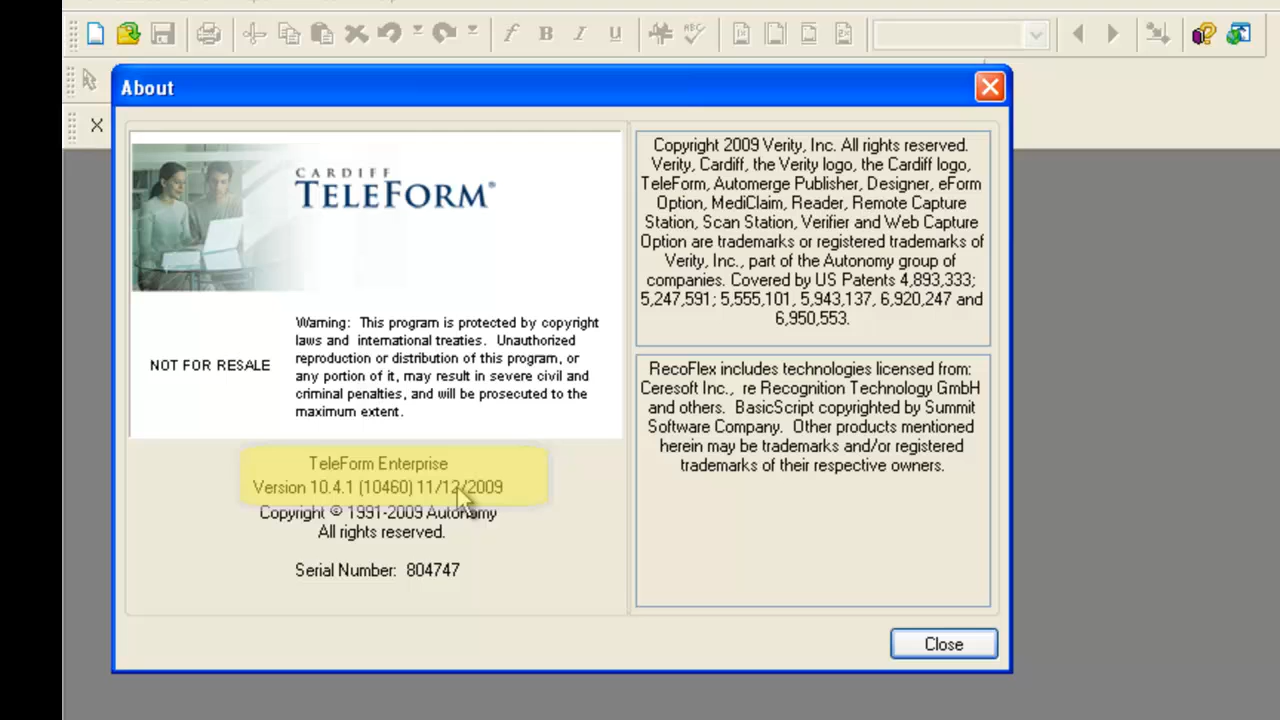 About
CARDIFF
TELEFORM®
NOT FOR RESALE
Warning: This program is protected by copyright
laws and international treaties. Unauthorized
reproduction or distribution of this program, or
any portion of it, may result in severe civil and
criminal penalties, and will be prosecuted to the
maximum extent.
TeleForm Enterprise
Version 10.4.1 (10460) 11/12/2009
Copyright © 1991-2009 Autonomy
All rights reserved.
Serial Number: 804747
Copyright 2009 Verity, Inc. All rights reserved.
Verity, Cardiff, the Verity logo, the Cardiff logo,
TeleForm, Automerge Publisher, Designer, eForm
Option, MediClaim, Reader, Remote Capture
Station, Scan Station, Verifier and Web Capture
Option are trademarks or registered trademarks of
Verity, Inc., part of the Autonomy group of
companies. Covered by US Patents 4,893,333;
5,247,591; 5,555,101, 5,943,137, 6,920,247 and
6,950,553.
RecoFlex includes technologies licensed from:
Ceresoft Inc., re Recognition Technology GmbH
and others. BasicScript copyrighted by Summit
Software Company. Other products mentioned
herein may be trademarks and/or registered
trademarks of their respective owners.
Close